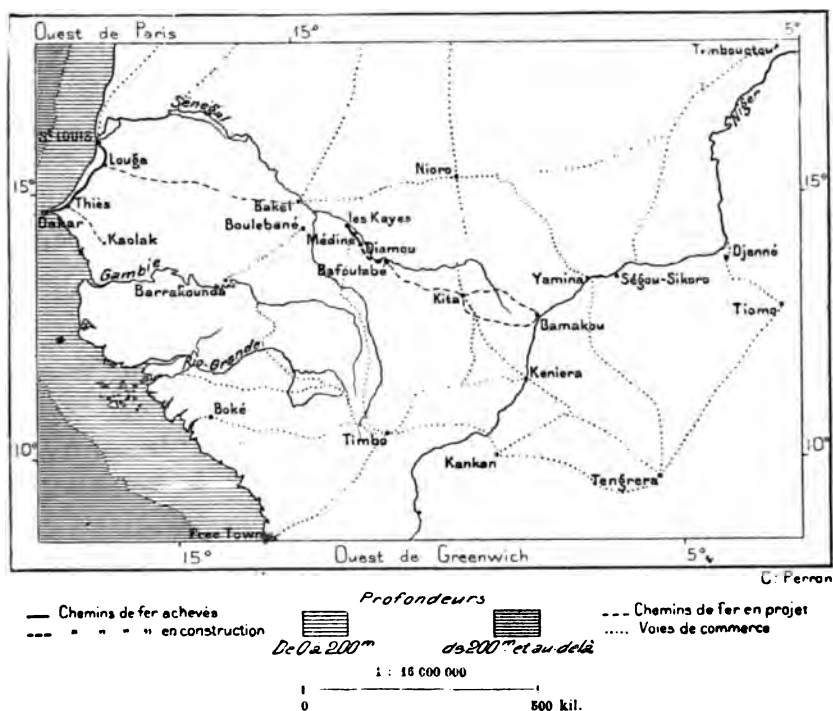 Ouest de Paris 15° 5°
Timbouctou
Sénégal
Niger
St LOUIS
Louga
Nioro
15° 15°
Thiès
Bakel
les Kayes
Dakar
Boulebané
Kaolak
Médine
Diamou
Djenné
Gambie
Bafoulabe
Yamina
Ségou-Sikoro
Barrakounda
Kita
Tiomo
Bamakou
Rio-Grande
Keniera
Boké
10° 10°
Timbo
Kankan
Tengrera
Free Town
15° Ouest de Greenwich 5°
C. Perron
Profondeurs
Chemins de fer achevés
Chemins de fer en projet
" " " " en construction
Voies de commerce
De 0 à 200m
de 200m et au-delà
1 : 16 000 000
0 500 kil.